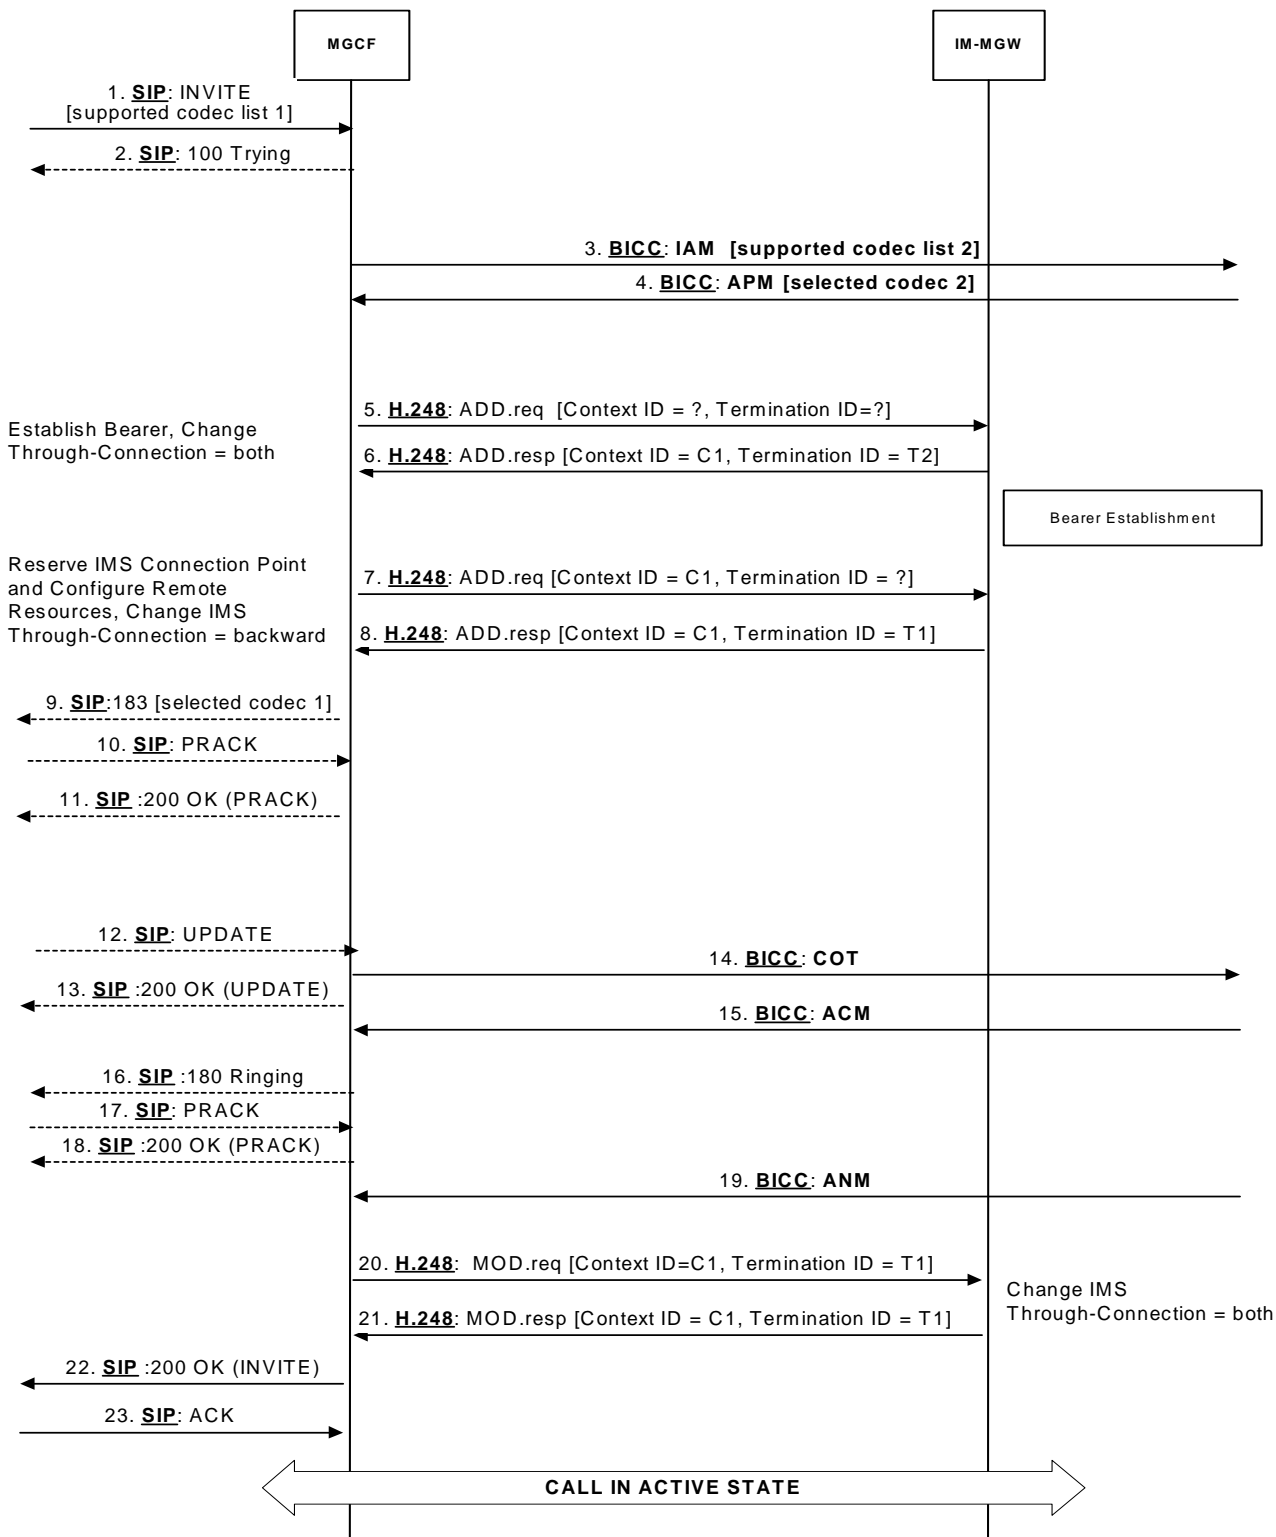 MGCF
IM-MGW
1. SIP: INVITE
[supported codec list 1]
2. SIP: 100 Trying
3. BICC: IAM [supported codec list 2]
4. BICC: APM [selected codec 2]
5. H.248: ADD.req [Context ID = ?, Termination ID=?]
Establish Bearer, Change
Through-Connection = both
6. H.248: ADD.resp [Context ID = C1, Termination ID = T2]
Bearer Establishment
Reserve IMS Connection Point
and Configure Remote
Resources, Change IMS
Through-Connection = backward
7. H.248: ADD.req [Context ID = C1, Termination ID = ?]
8. H.248: ADD.resp [Context ID = C1, Termination ID = T1]
9. SIP:183 [selected codec 1]
10. SIP: PRACK
11. SIP :200 OK (PRACK)
12. SIP: UPDATE
14. BICC: COT
13. SIP :200 OK (UPDATE)
15. BICC: ACM
16. SIP :180 Ringing
17. SIP: PRACK
18. SIP :200 OK (PRACK)
19. BICC: ANM
20. H.248: MOD.req [Context ID=C1, Termination ID = T1]
Change IMS
Through-Connection = both
21. H.248: MOD.resp [Context ID = C1, Termination ID = T1]
22. SIP :200 OK (INVITE)
23. SIP: ACK
CALL IN ACTIVE STATE